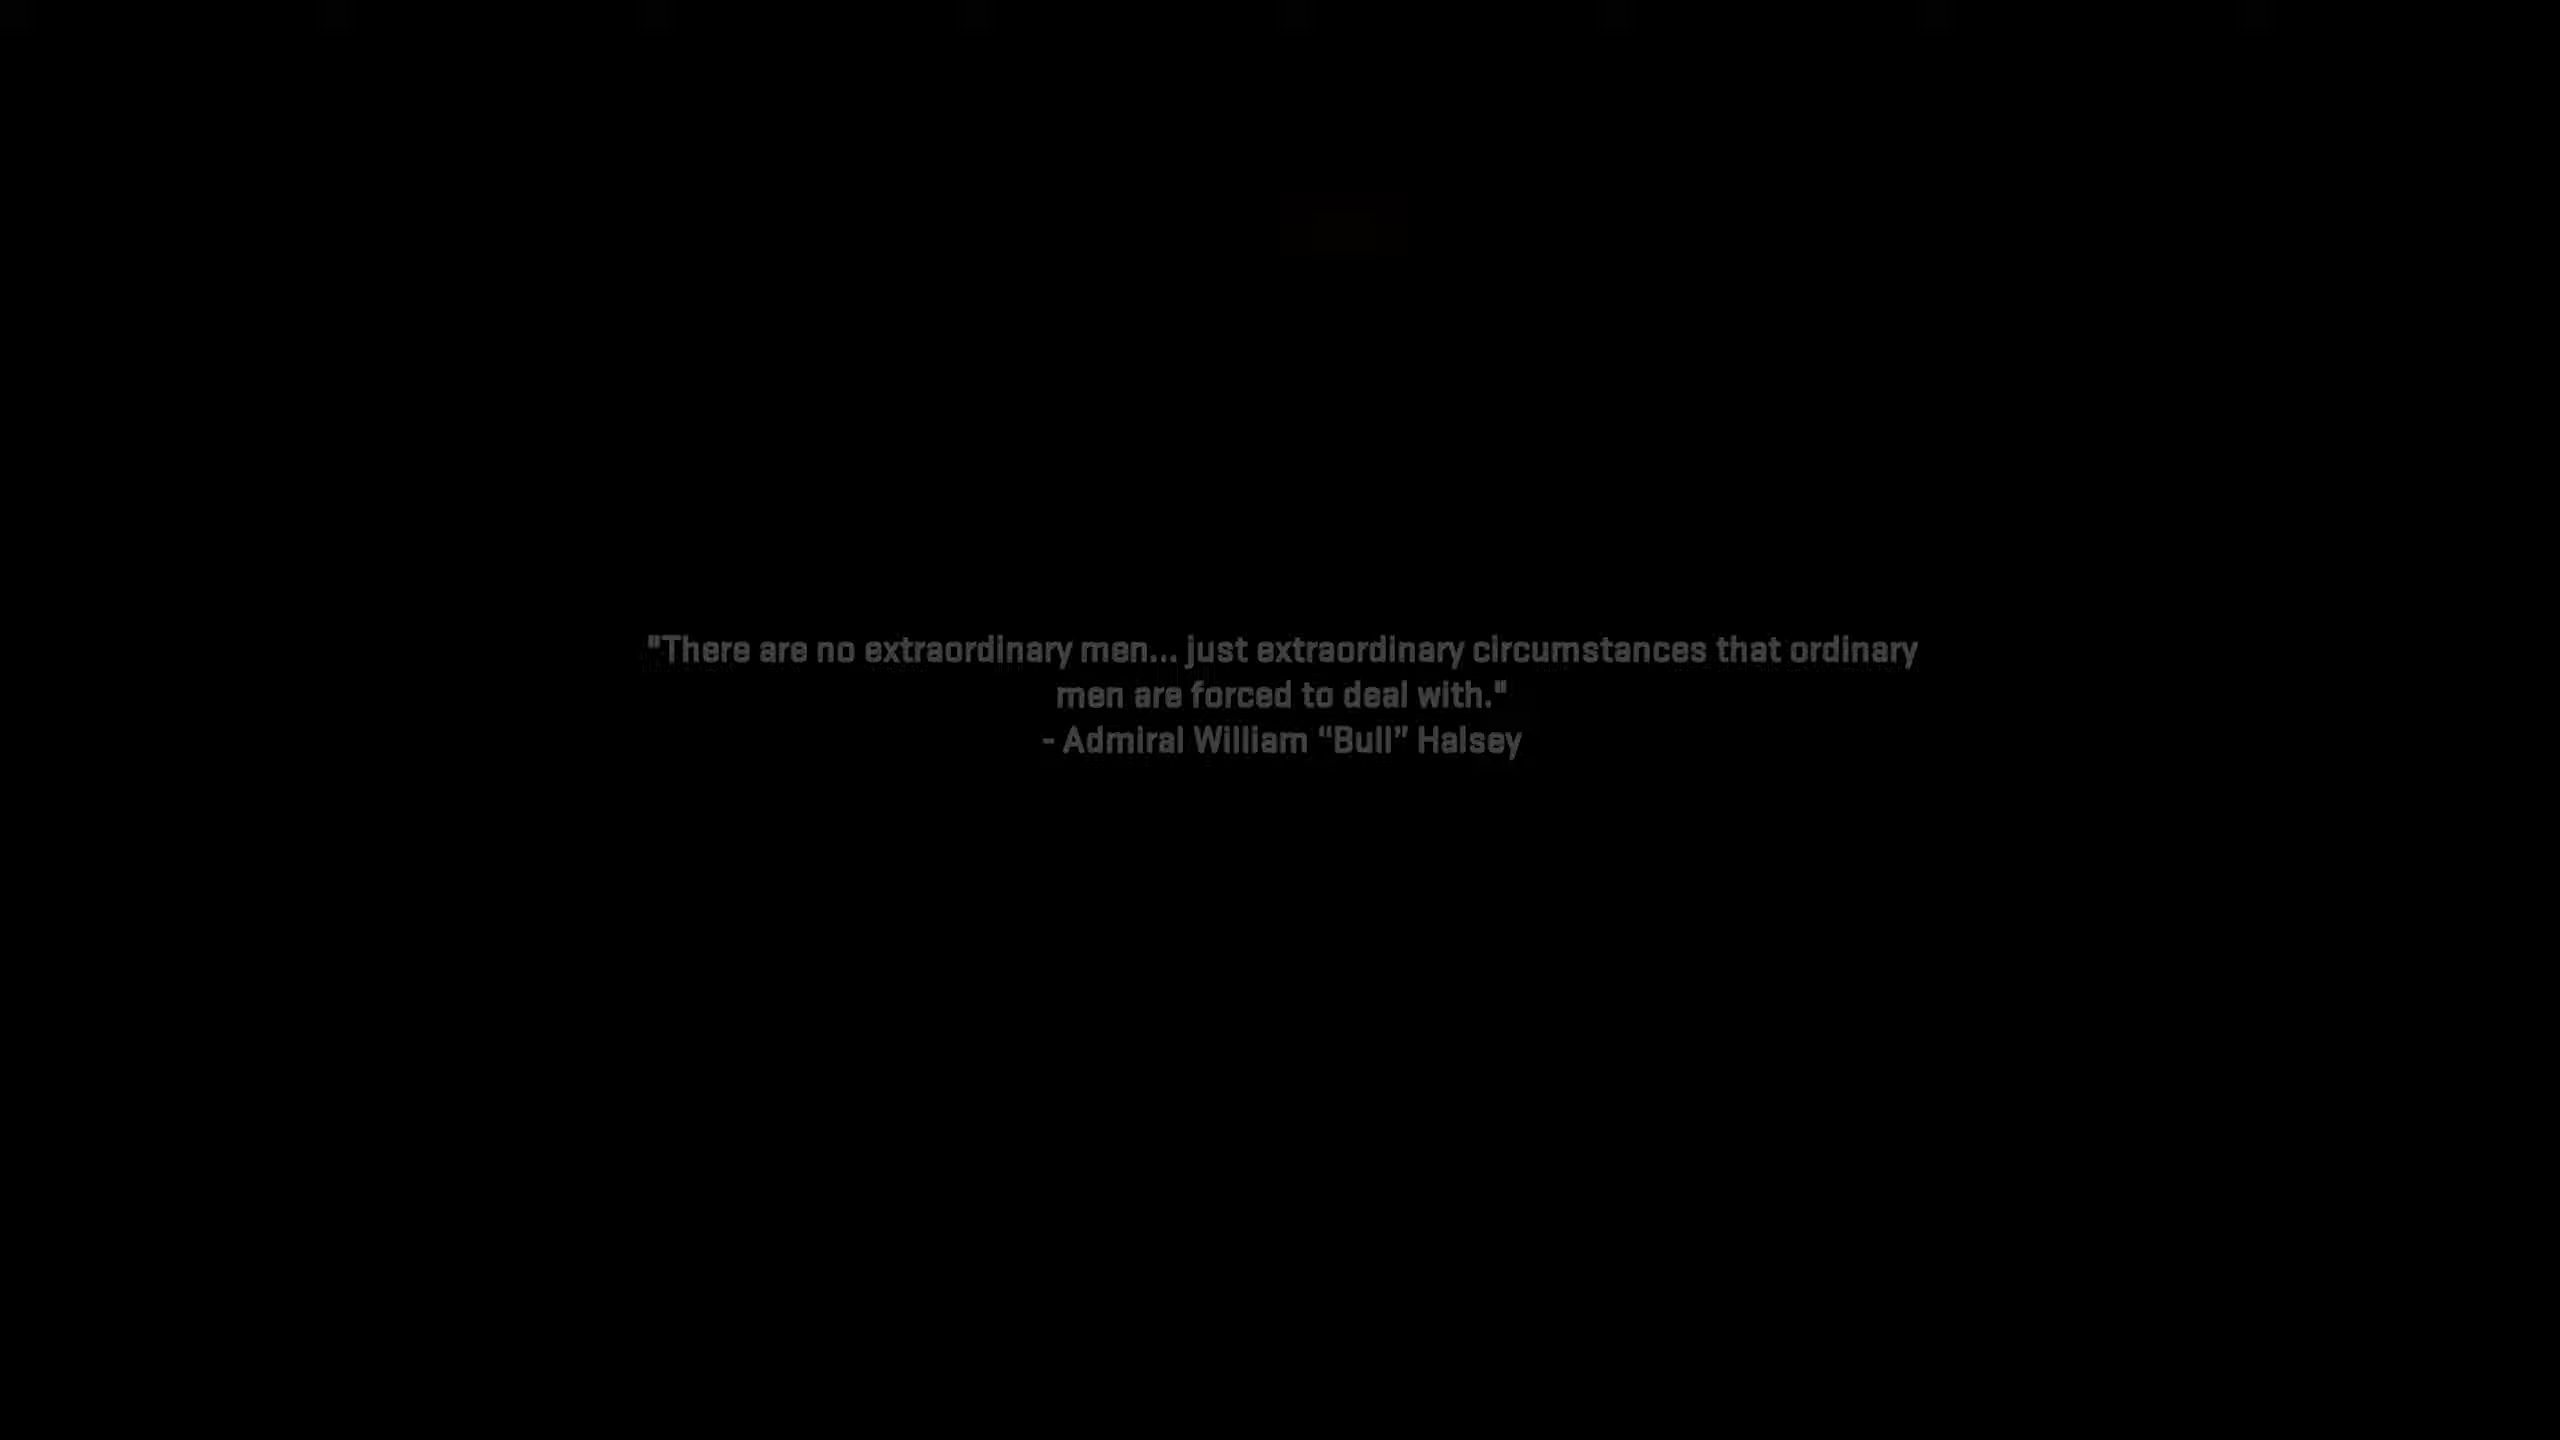 "There are no extraordinary men... just extraordinary circumstances that ordinary
men are forced to deal with."
- Admiral William “Bull” Halsey